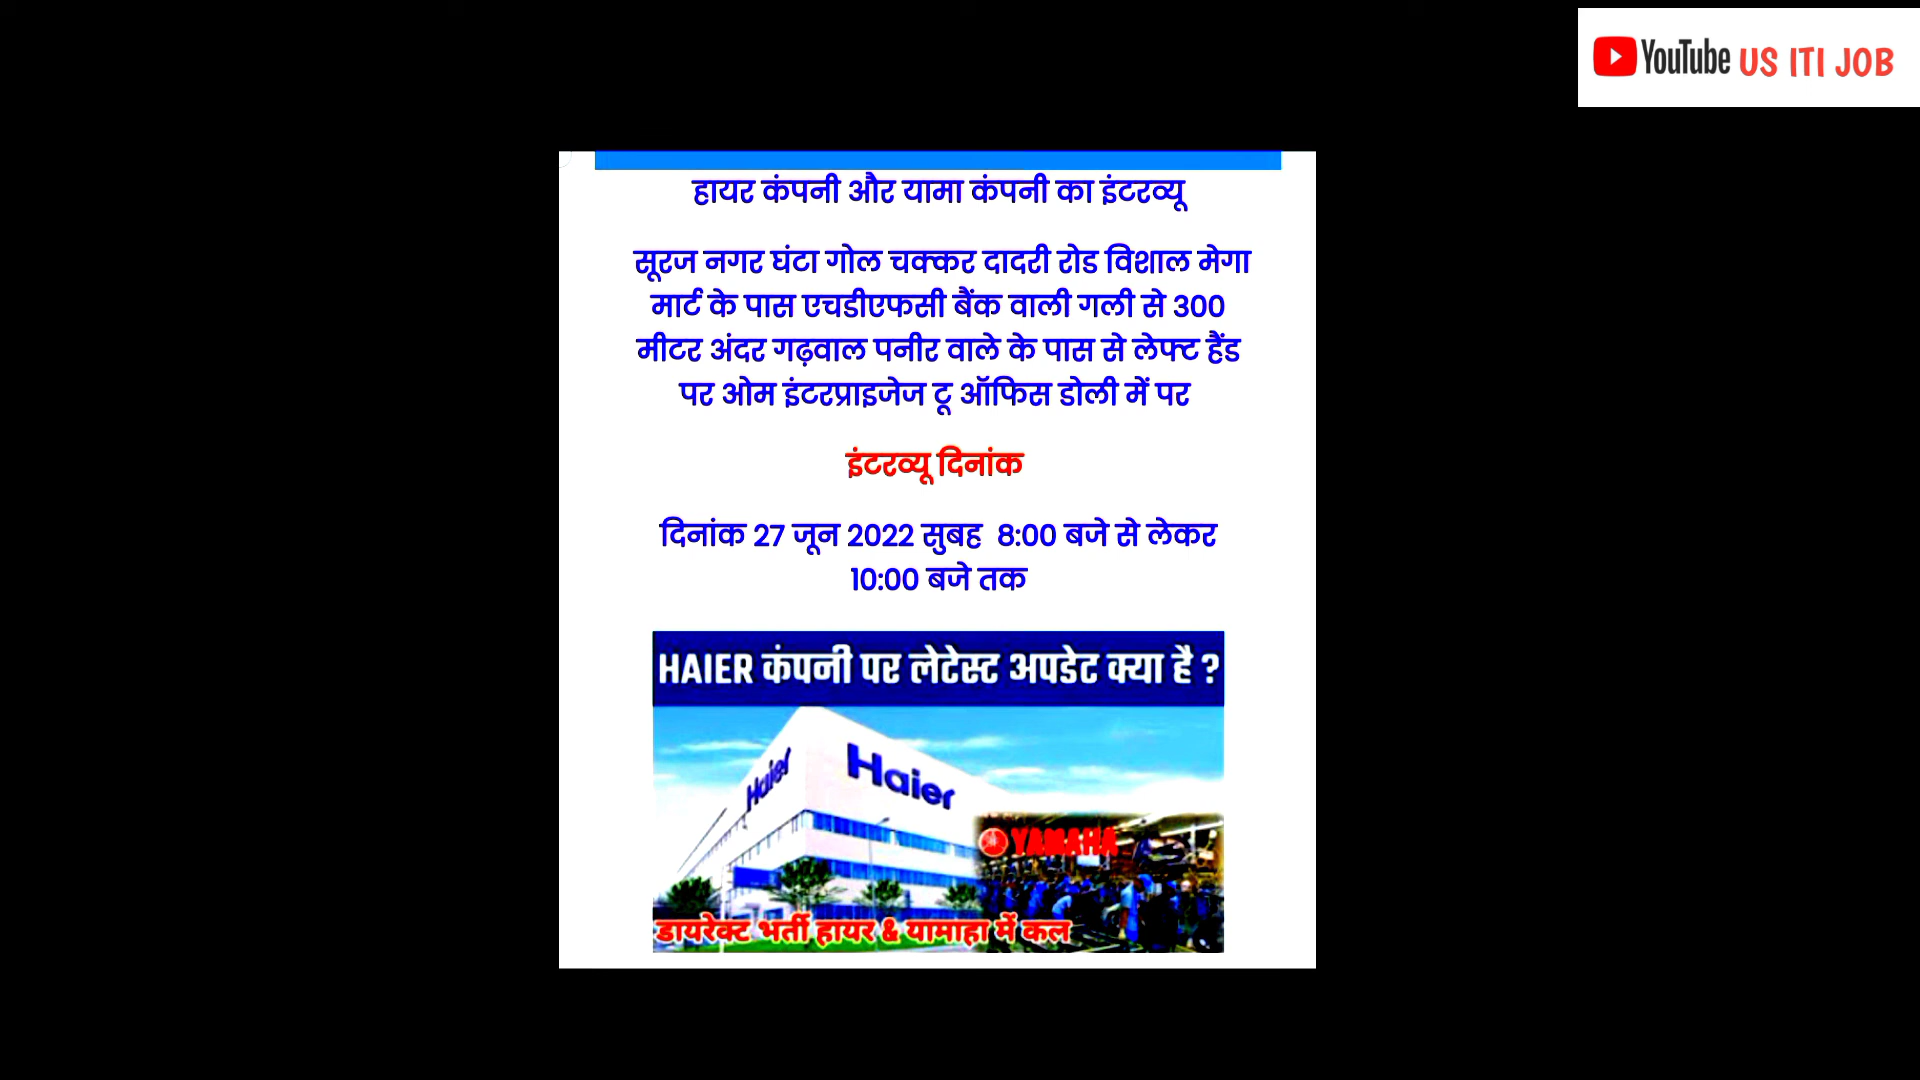 YouTube US ITI JOB
हायर कंपनी और यामा कंपनी का इंटरव्यू
सूरज नगर घंटा गोल चक्कर दादरी रोड विशाल मेगा
मार्ट के पास एचडीएफसी बैंक वाली गली से 300
मीटर अंदर गढ़वाल पनीर वाले के पास से लेफ्ट हैंड
पर ओम इंटरप्राइजेज टू ऑफिस डोली में पर
इंटरव्यू दिनांक
दिनांक 27 जून 2022 सुबह 8:00 बजे से लेकर
10:00 बजे तक
HAIER कंपनी पर लेटेस्ट अपडेट क्या है ?
Haier
Haier
YAMAHA
डायरेक्ट भर्ती हायर & यामाहा में कल